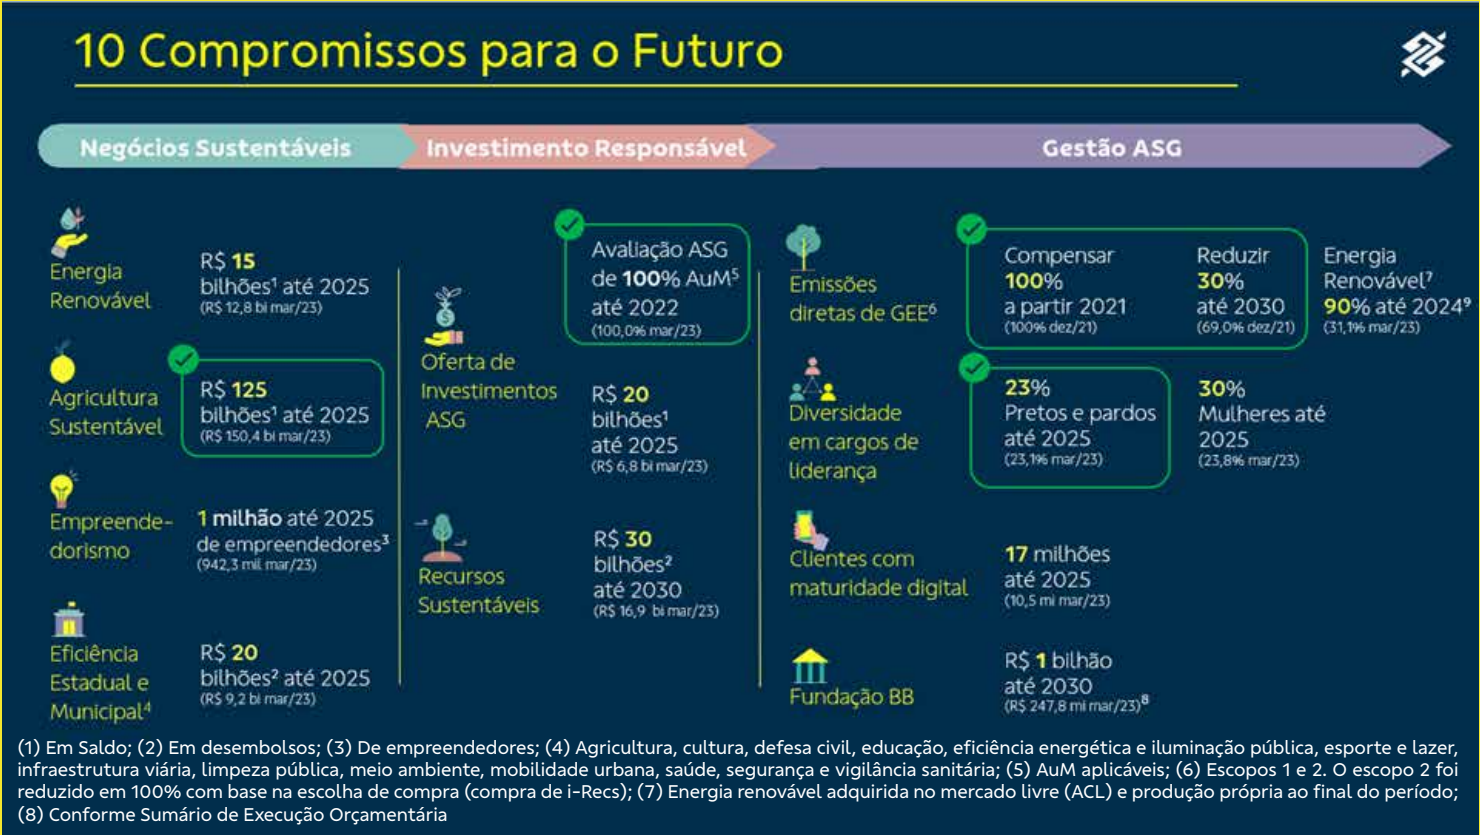 10 Compromissos para o Futuro
Negócios Sustentáveis
Investimento Responsável
Gestão ASG
Energia
Renovável
R$ 15
bilhões¹ até 2025
(R$ 12,8 bi mar/23)
Agricultura
Sustentável
R$ 125
bilhões¹ até 2025
(R$ 150,4 bi mar/23)
Empreende-
dorismo
1 milhão até 2025
de empreendedores³
(942,3 mil mar/23)
Eficiência
Estadual e
Municipal⁴
R$ 20
bilhões² até 2025
(R$ 9,2 bi mar/23)
Oferta de
Investimentos
ASG
Avaliação ASG
de 100% AuM⁵
até 2022
(100,0% mar/23)
R$ 20
bilhões¹
até 2025
(R$ 6,8 bi mar/23)
Recursos
Sustentáveis
R$ 30
bilhões²
até 2030
(R$ 16,9 bi mar/23)
Emissões
diretas de GEE⁶
Compensar
100%
a partir 2021
(100% dez/21)
Reduzir
30%
até 2030
(69,0% dez/21)
Energia
Renovável⁷
90% até 2024⁹
(31,1% mar/23)
Diversidade
em cargos de
liderança
23%
Pretos e pardos
até 2025
(23,1% mar/23)
30%
Mulheres até
2025
(23,8% mar/23)
Clientes com
maturidade digital
17 milhões
até 2025
(10,5 mi mar/23)
Fundação BB
R$ 1 bilhão
até 2030
(R$ 247,8 mi mar/23)⁸
(1) Em Saldo; (2) Em desembolsos; (3) De empreendedores; (4) Agricultura, cultura, defesa civil, educação, eficiência energética e iluminação pública, esporte e lazer,
infraestrutura viária, limpeza pública, meio ambiente, mobilidade urbana, saúde, segurança e vigilância sanitária; (5) AuM aplicáveis; (6) Escopos 1 e 2. O escopo 2 foi
reduzido em 100% com base na escolha de compra (compra de i-Recs); (7) Energia renovável adquirida no mercado livre (ACL) e produção própria ao final do período;
(8) Conforme Sumário de Execução Orçamentária